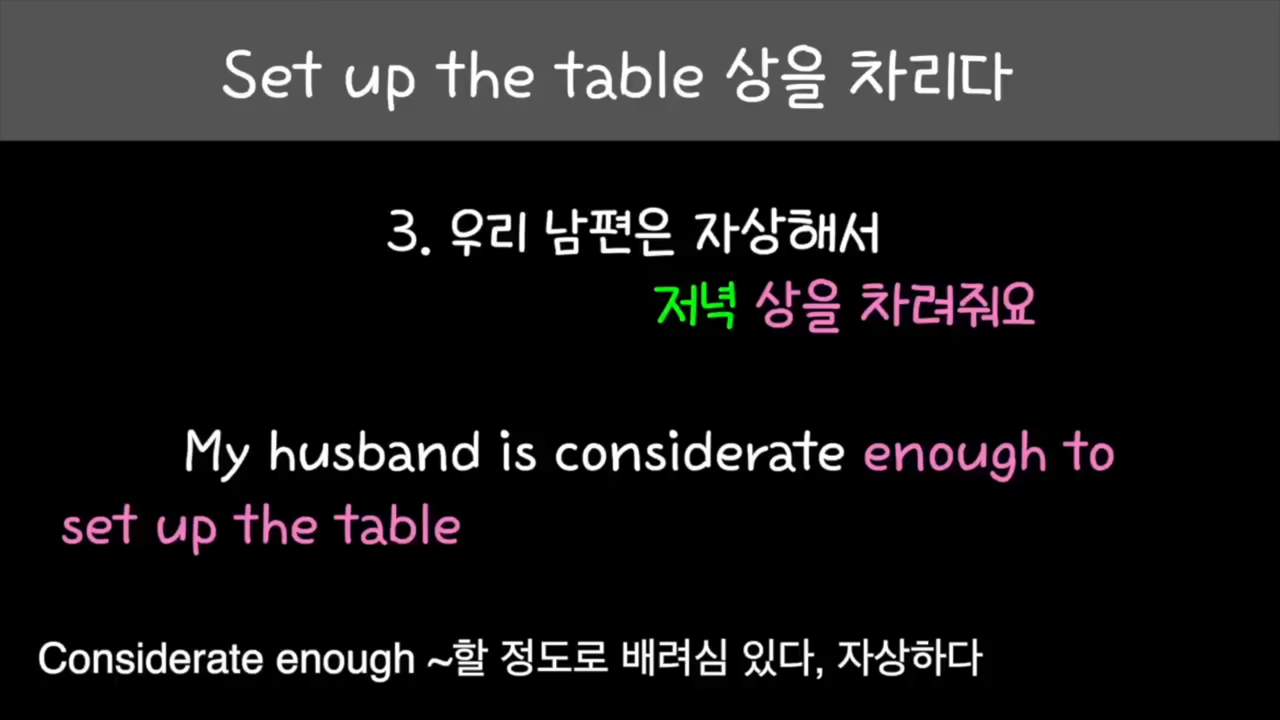 Set up the table 상을 차리다
3. 우리 남편은 자상해서
저녁 상을 차려줘요
My husband is considerate enough to
set up the table
Considerate enough ~할 정도로 배려심 있다, 자상하다